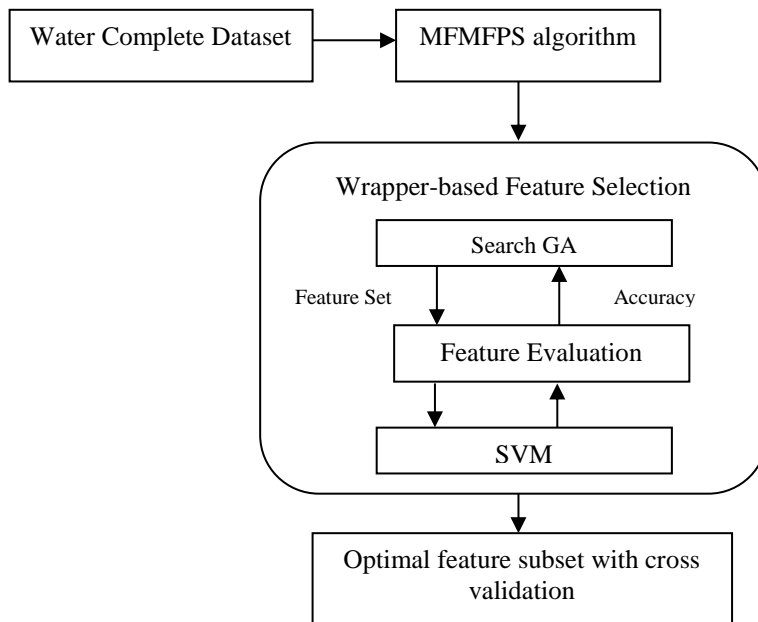 Water Complete Dataset
MFMFPS algorithm
Wrapper-based Feature Selection
Search GA
Feature Set
Accuracy
Feature Evaluation
SVM
Optimal feature subset with cross
validation